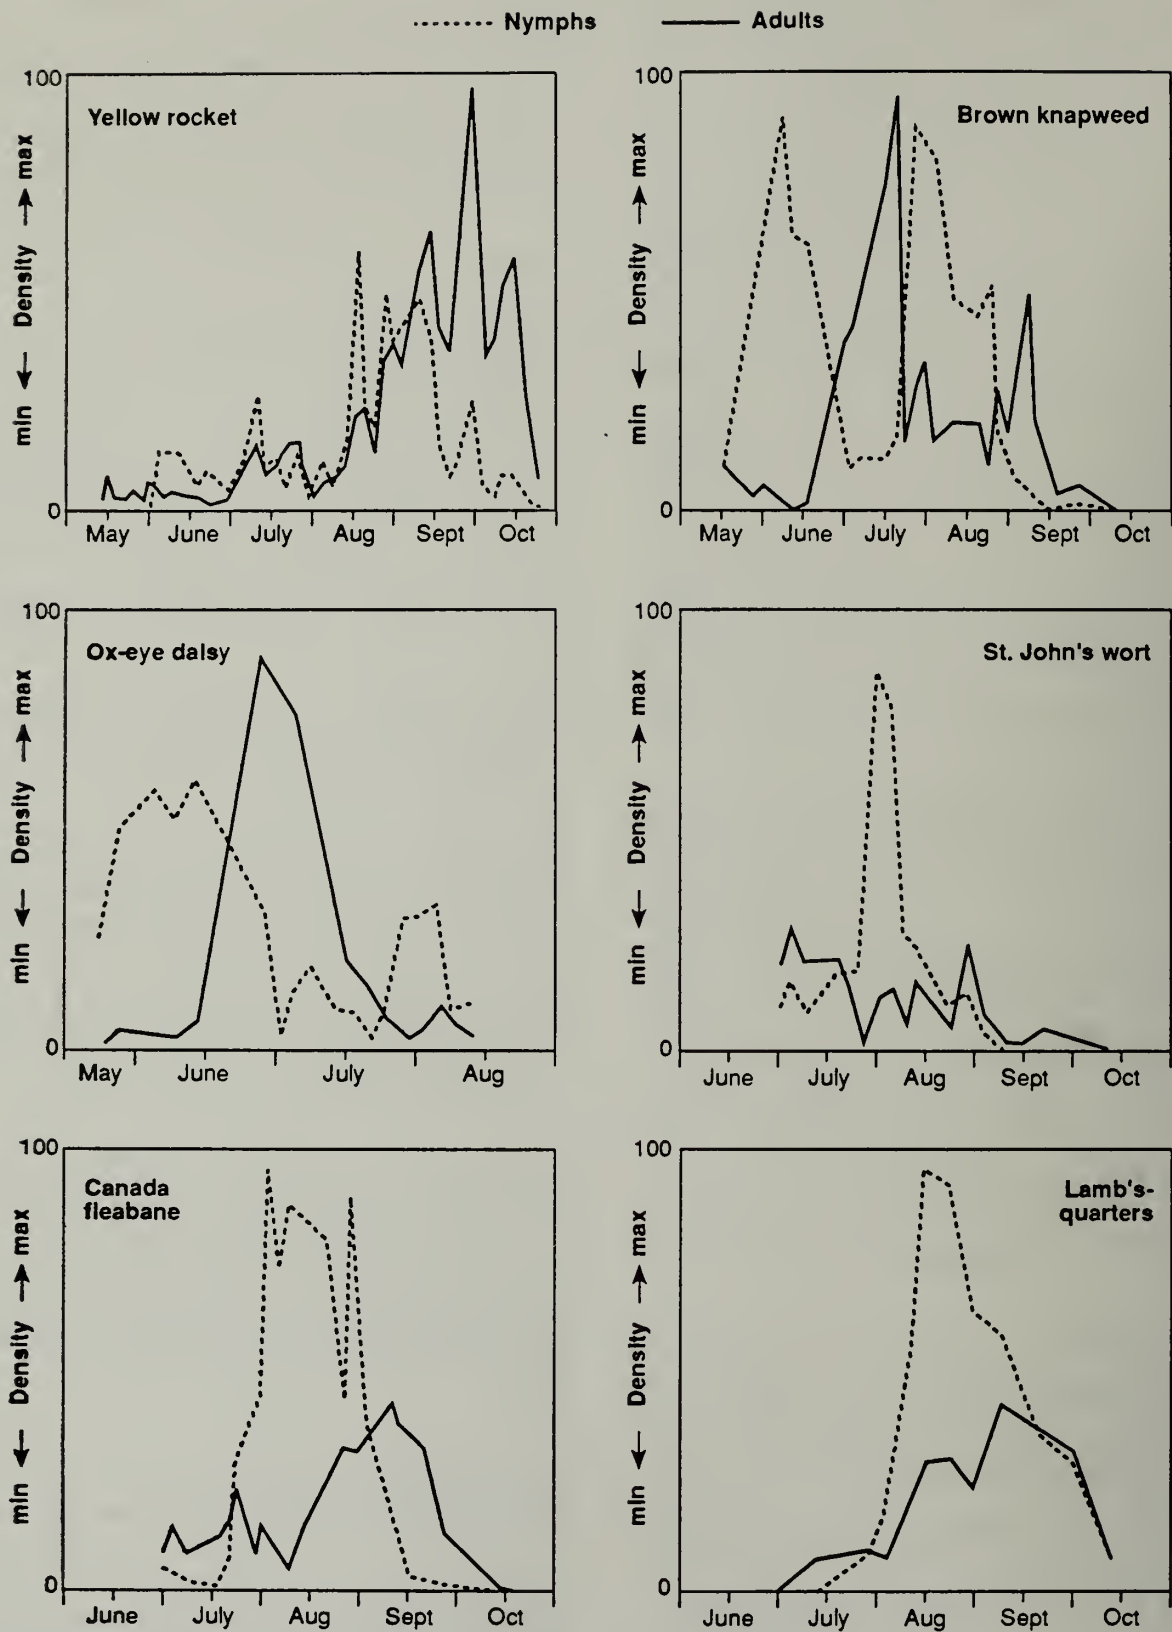 Nymphs Adults
100
Yellow rocket
min ← Density → max
0
May June July Aug Sept Oct
100
Brown knapweed
min ← Density → max
0
May June July Aug Sept Oct
100
Ox-eye daisy
min ← Density → max
0
May June July Aug
100
St. John's wort
min ← Density → max
0
June July Aug Sept Oct
100
Canada
fleabane
min ← Density → max
0
June July Aug Sept Oct
100
Lamb's-
quarters
min ← Density → max
0
June July Aug Sept Oct